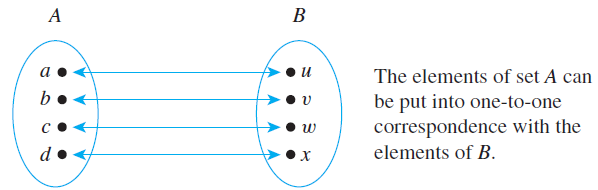 A B
a u
b v
c w
d x
The elements of set A can
be put into one-to-one
correspondence with the
elements of B.